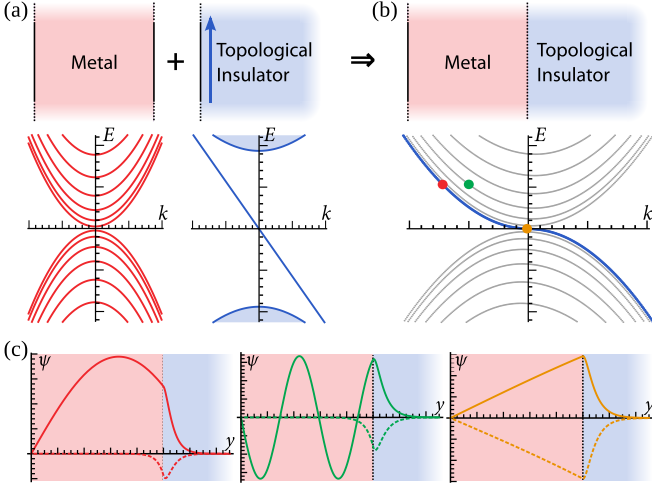 (a)
(b)
Metal
+
Topological
Insulator
⇒
Metal
Topological
Insulator
E
k
E
k
E
k
(c)
ψ
y
ψ
y
ψ
y